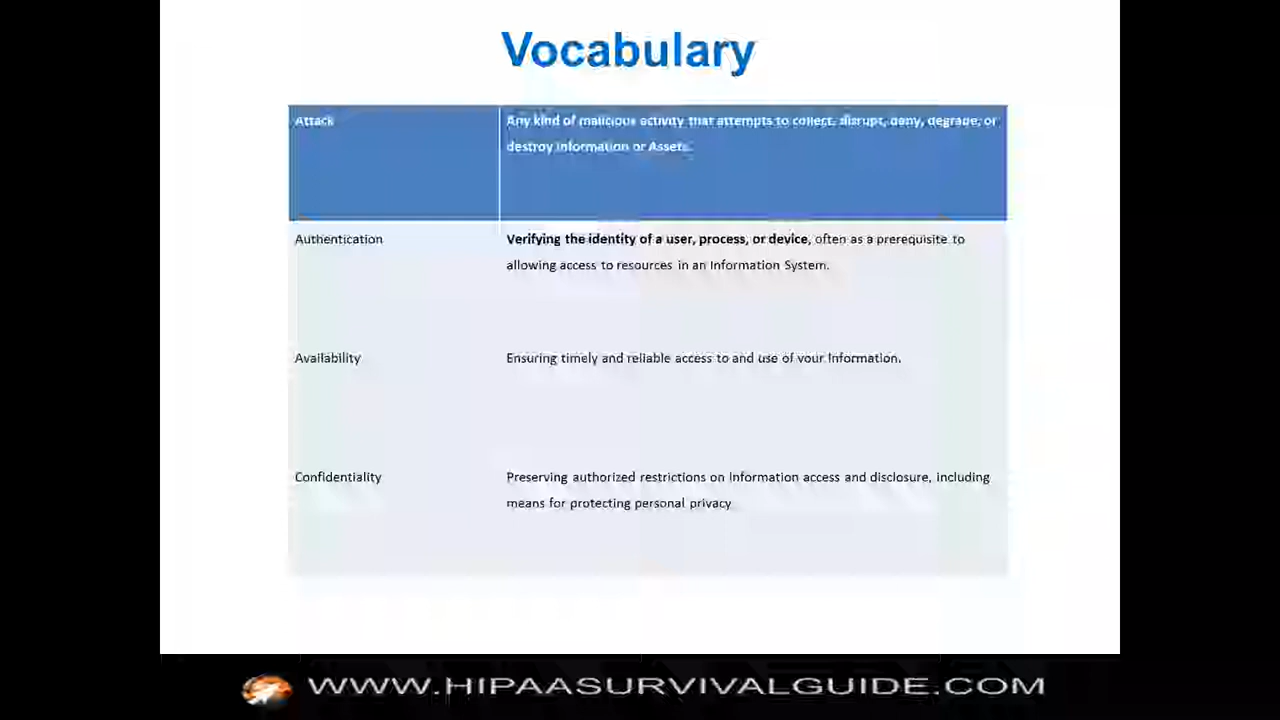 Vocabulary
Attack
Any kind of malicious activity that attempts to collect, disrupt, deny, degrade, or
destroy Information or Assets.
Authentication
Verifying the identity of a user, process, or device, often as a prerequisite to
allowing access to resources in an Information System.
Availability
Ensuring timely and reliable access to and use of your Information.
Confidentiality
Preserving authorized restrictions on Information access and disclosure, including
means for protecting personal privacy
WWW.HIPAASURVIVALGUIDE.COM